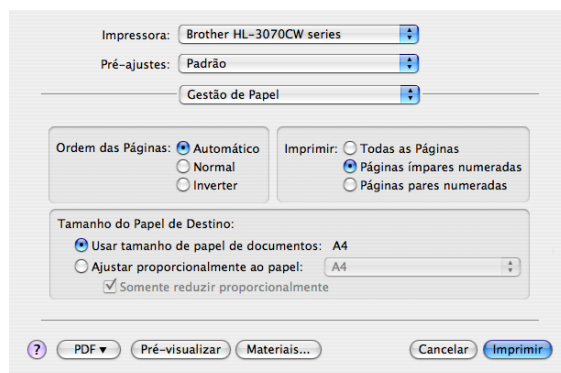 Impressora: Brother HL-3070CW series
Pré-ajustes: Padrão
Gestão de Papel
Ordem das Páginas: Automático
Normal
Inverter
Imprimir: Todas as Páginas
Páginas ímpares numeradas
Páginas pares numeradas
Tamanho do Papel de Destino:
Usar tamanho de papel de documentos: A4
Ajustar proporcionalmente ao papel: A4
Somente reduzir proporcionalmente
? PDF Pré-visualizar Materiais... Cancelar Imprimir